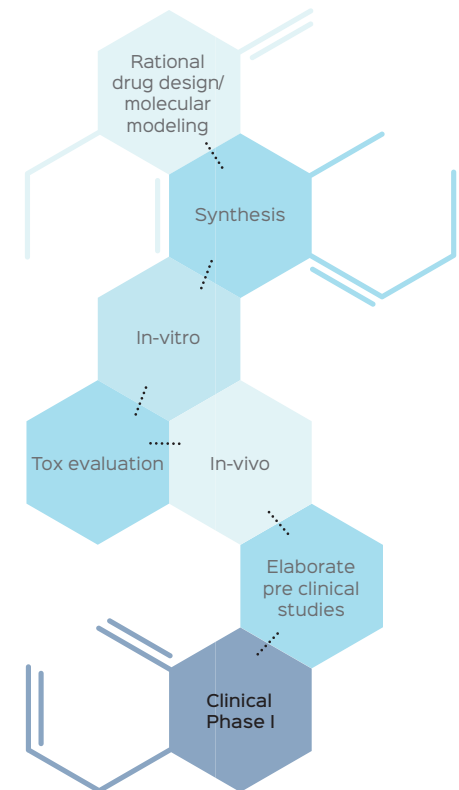 Rational
drug design/
molecular
modeling
Synthesis
In-vitro
Tox evaluation
In-vivo
Elaborate
pre clinical
studies
Clinical
Phase I